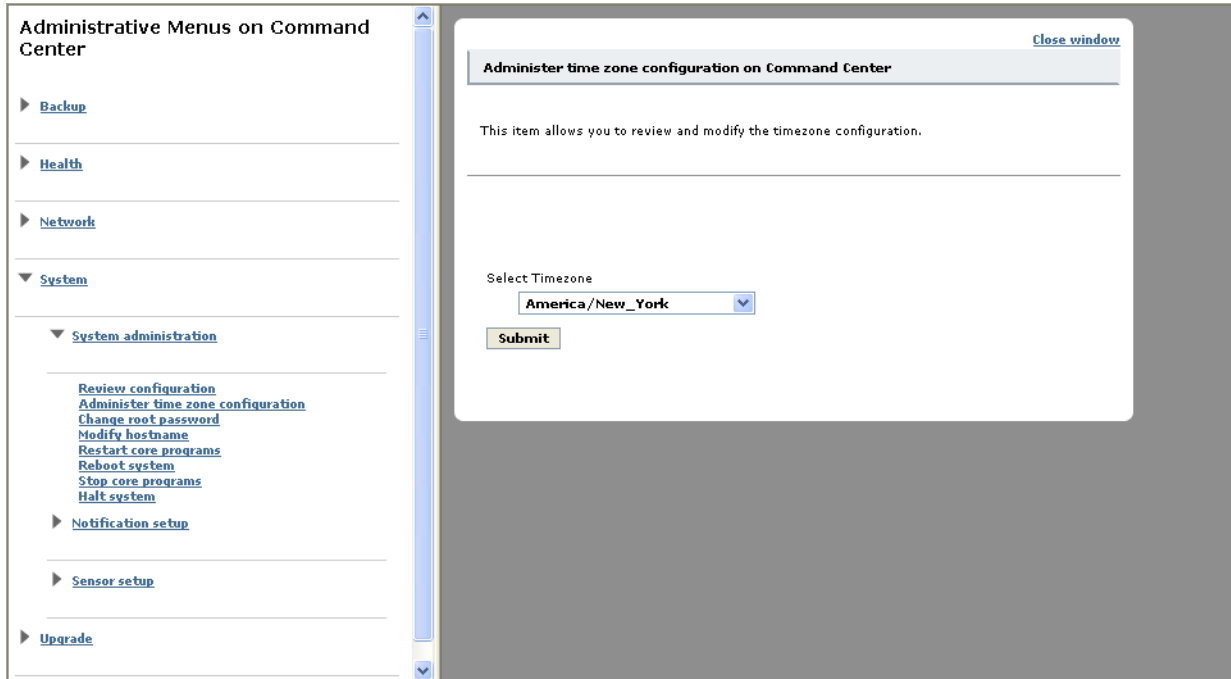 Administrative Menus on Command
Center
Backup
Health
Network
System
System administration
Review configuration
Administer time zone configuration
Change root password
Modify hostname
Restart core programs
Reboot system
Stop core programs
Halt system
Notification setup
Sensor setup
Upgrade
Close window
Administer time zone configuration on Command Center
This item allows you to review and modify the timezone configuration.
Select Timezone
America/New_York
Submit